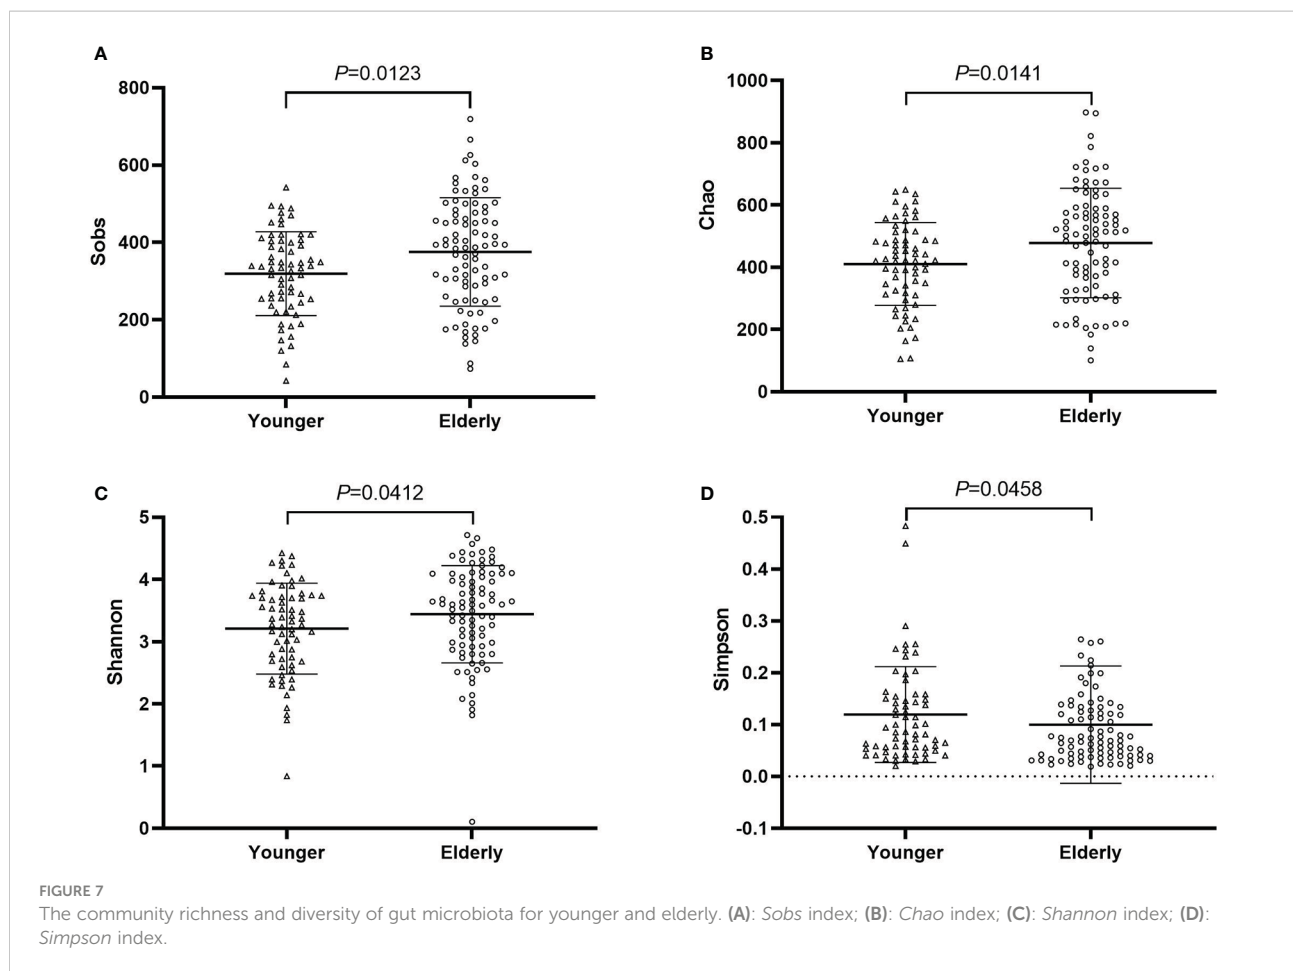 A
P=0.0123
800
600
400
200
0
Sobs
Younger
Elderly
B
P=0.0141
1000
800
600
400
200
0
Chao
Younger
Elderly
C
P=0.0412
5
4
3
2
1
0
Shannon
Younger
Elderly
D
P=0.0458
0.5
0.4
0.3
0.2
0.1
0.0
-0.1
Simpson
Younger
Elderly
FIGURE 7
The community richness and diversity of gut microbiota for younger and elderly. (A): Sobs index; (B): Chao index; (C): Shannon index; (D):
Simpson index.